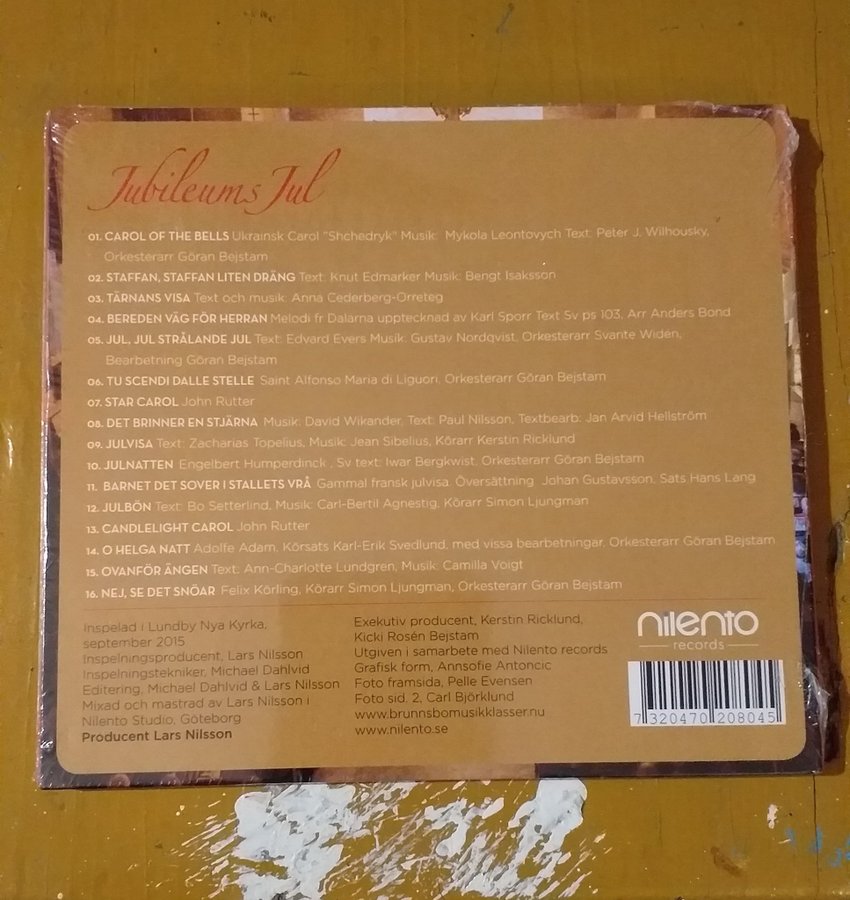 Jubileums Jul
01. CAROL OF THE BELLS Ukrainsk Carol "Shchedryk" Musik: Mykola Leontovych Text: Peter J. Wilhousky,
Orkesterarr Göran Bejstam
02. STAFFAN, STAFFAN LITEN DRÄNG Text: Knut Edmarker Musik: Bengt Isaksson
03. TÄRNANS VISA Text och musik: Anna Cederberg-Orreteg
04. BEREDEN VÄG FÖR HERRAN Melodi fr Dalarna upptecknad av Karl Sporr Text Sv ps 103, Arr Anders Bond
05. JUL, JUL STRÅLANDE JUL Text: Edvard Evers Musik: Gustav Nordqvist, Orkesterarr Svante Widén,
Bearbetning Göran Bejstam
06. TU SCENDI DALLE STELLE Saint Alfonso Maria di Liguori, Orkesterarr Göran Bejstam
07. STAR CAROL John Rutter
08. DET BRINNER EN STJÄRNA Musik: David Wikander, Text: Paul Nilsson, Textbearb: Jan Arvid Hellström
09. JULVISA Text: Zacharias Topelius, Musik: Jean Sibelius, Körarr Kerstin Ricklund
10. JULNATTEN Engelbert Humperdinck , Sv text: Iwar Bergkwist, Orkesterarr Göran Bejstam
11. BARNET DET SOVER I STALLETS VRÅ Gammal fransk julvisa. Översättning Johan Gustavsson, Sats Hans Lang
12. JULBÖN Text: Bo Setterlind, Musik: Carl-Bertil Agnestig, Körarr Simon Ljungman
13. CANDLELIGHT CAROL John Rutter
14. O HELGA NATT Adolfe Adam, Körsats Karl-Erik Svedlund, med vissa bearbetningar, Orkesterarr Göran Bejstam
15. OVANFÖR ÄNGEN Text: Ann-Charlotte Lundgren, Musik: Camilla Voigt
16. NEJ, SE DET SNÖAR Felix Körling, Körarr Simon Ljungman, Orkesterarr Göran Bejstam
Inspelad i Lundby Nya Kyrka,
september 2015
Inspelningsproducent, Lars Nilsson
Inspelningstekniker, Michael Dahlvid
Editering, Michael Dahlvid & Lars Nilsson
Mixad och mastrad av Lars Nilsson i
Nilento Studio, Göteborg
Producent Lars Nilsson
Exekutiv producent, Kerstin Ricklund,
Kicki Rosén Bejstam
Utgiven i samarbete med Nilento records
Grafisk form, Annsofie Antoncic
Foto framsida, Pelle Evensen
Foto sid. 2, Carl Björklund
www.brunnsbomusikklasser.nu
www.nilento.se
nilento
records
7 320470 208045